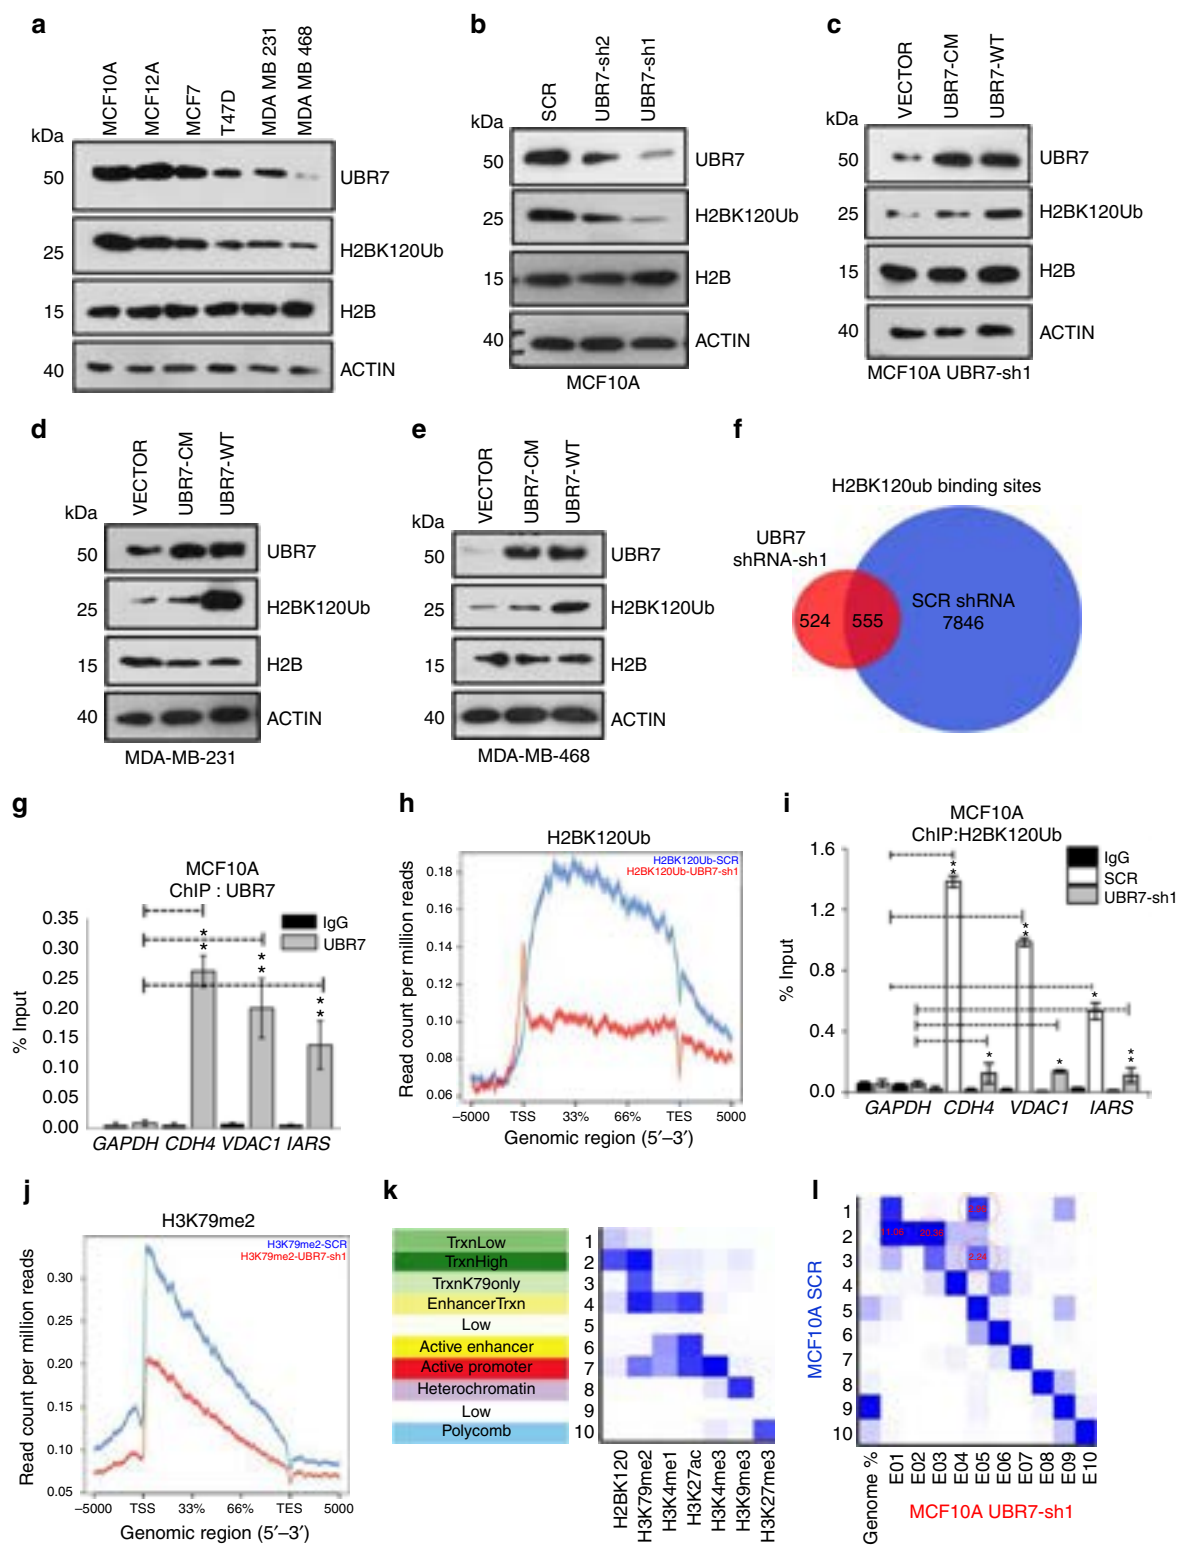 a
MCF10A
MCF12A
MCF7
T47D
MDA MB 231
MDA MB 468
kDa
50
UBR7
25
H2BK120Ub
15
H2B
40
ACTIN
b
SCR
UBR7-sh2
UBR7-sh1
kDa
50
UBR7
25
H2BK120Ub
15
H2B
40
ACTIN
MCF10A
c
VECTOR
UBR7-CM
UBR7-WT
kDa
50
UBR7
25
H2BK120Ub
15
H2B
40
ACTIN
MCF10A UBR7-sh1
d
VECTOR
UBR7-CM
UBR7-WT
kDa
50
UBR7
25
H2BK120Ub
15
H2B
40
ACTIN
MDA-MB-231
e
VECTOR
UBR7-CM
UBR7-WT
kDa
50
UBR7
25
H2BK120Ub
15
H2B
40
ACTIN
MDA-MB-468
f
H2BK120ub binding sites
UBR7
shRNA-sh1
524
555
SCR shRNA
7846
g
MCF10A
ChIP : UBR7
IgG
UBR7
% Input
0.35
0.30
0.25
0.20
0.15
0.10
0.05
0.00
** ** **
GAPDH CDH4 VDAC1 IARS
h
H2BK120Ub
H2BK120Ub-SCR
H2BK120Ub-UBR7-sh1
Read count per million reads
0.18
0.16
0.14
0.12
0.10
0.08
0.06
−5000 TSS 33% 66% TES 5000
Genomic region (5′–3′)
i
MCF10A
ChIP:H2BK120Ub
IgG
SCR
UBR7-sh1
% Input
1.6
1.2
0.8
0.4
0.0
** * ** * * **
GAPDH CDH4 VDAC1 IARS
j
H3K79me2
H3K79me2-SCR
H3K79me2-UBR7-sh1
Read count per million reads
0.30
0.25
0.20
0.15
0.10
0.05
−5000 TSS 33% 66% TES 5000
Genomic region (5′–3′)
k
TrxnLow 1
TrxnHigh 2
TrxnK79only 3
EnhancerTrxn 4
Low 5
Active enhancer 6
Active promoter 7
Heterochromatin 8
Low 9
Polycomb 10
H2BK120
H3K79me2
H3K4me1
H3K27ac
H3K4me3
H3K9me3
H3K27me3
l
MCF10A SCR
1
2
3
4
5
6
7
8
9
10
11.05
20.36
2.24
Genome %
E01
E02
E03
E04
E05
E06
E07
E08
E09
E10
MCF10A UBR7-sh1